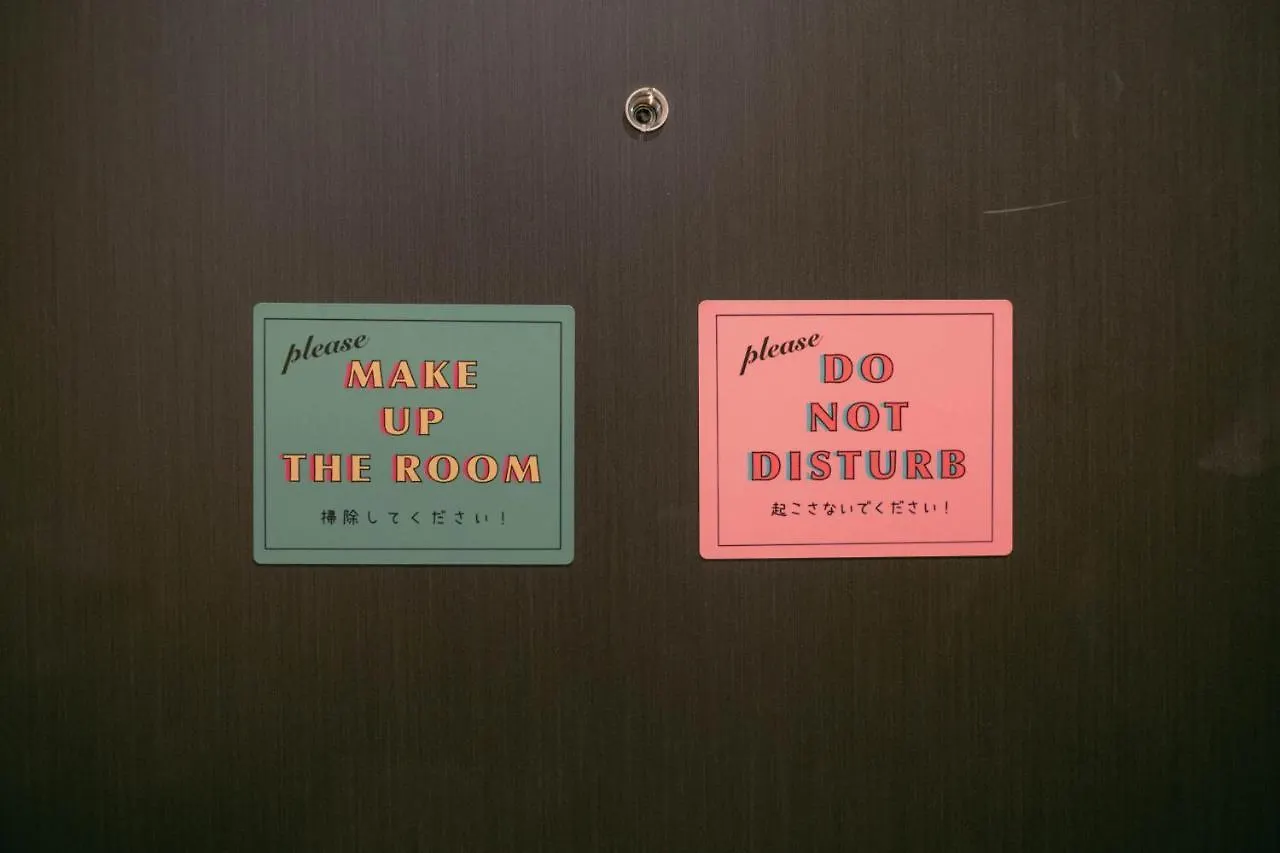 please
MAKE
UP
THE ROOM
掃除してください！
please
DO
NOT
DISTURB
起こさないでください！